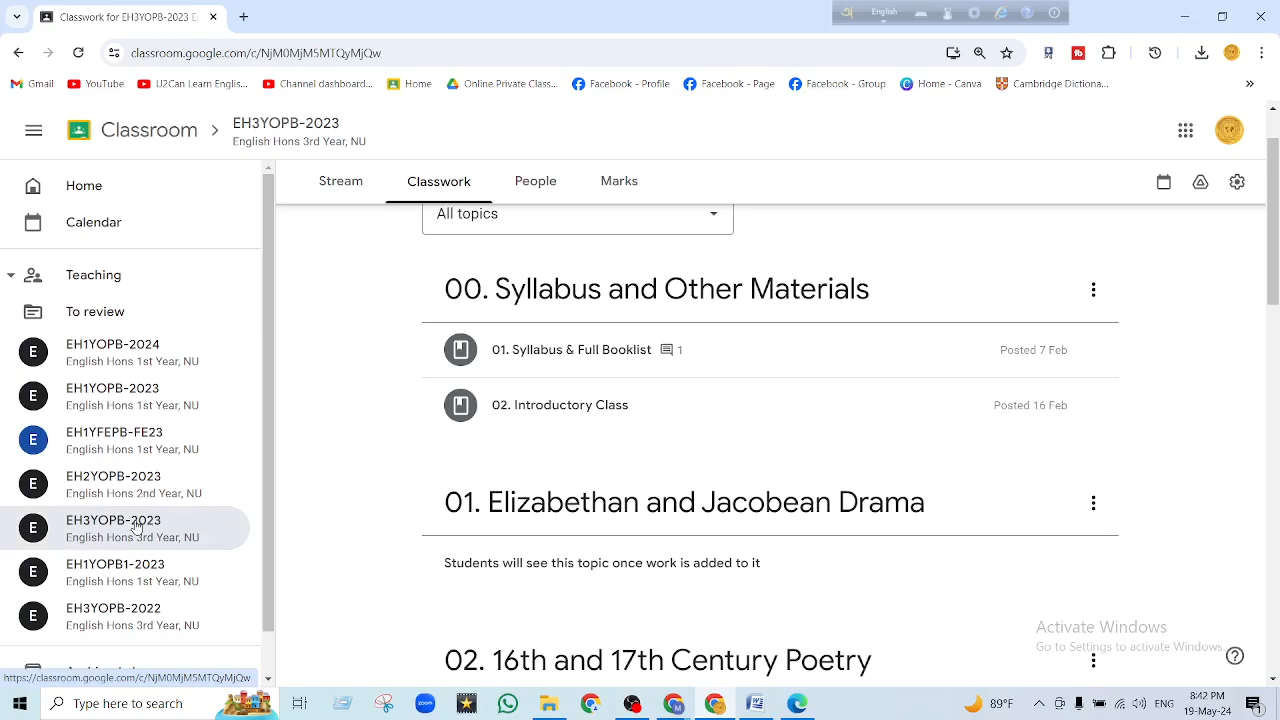 Classwork for EH3YOPB-2023
English
classroom.google.com/c/NjM0MjM5MTQyMjQw
Gmail
YouTube
U2Can Learn Englis...
Channel dashboard...
Home
Online Private Class...
Facebook - Profile
Facebook - Page
Facebook - Group
Home - Canva
Cambridge Dictiona...
Classroom
EH3YOPB-2023
English Hons 3rd Year, NU
Home
Calendar
Teaching
To review
E
EH1YOPB-2024
English Hons 1st Year, NU
E
EH1YOPB-2023
English Hons 1st Year, NU
E
EH1YFEPB-FE23
English Hons 1st Year, NU
E
EH2YOPB-2023
English Hons 2nd Year, NU
E
EH3YOPB-2023
English Hons 3rd Year, NU
E
EH1YOPB1-2023
English Hons 1st Year, NU
E
EH3YOPB-2022
English Hons 3rd Year, NU
https://classroom.google.com/c/NjM0MjM5MTQyMjQw
Stream
Classwork
People
Marks
All topics
00. Syllabus and Other Materials
01. Syllabus & Full Booklist 1
Posted 7 Feb
02. Introductory Class
Posted 16 Feb
01. Elizabethan and Jacobean Drama
Students will see this topic once work is added to it
02. 16th and 17th Century Poetry
Activate Windows
Go to Settings to activate Windows.
Type here to search
zoom
89°F
ENG
8:42 PM
19-May-24